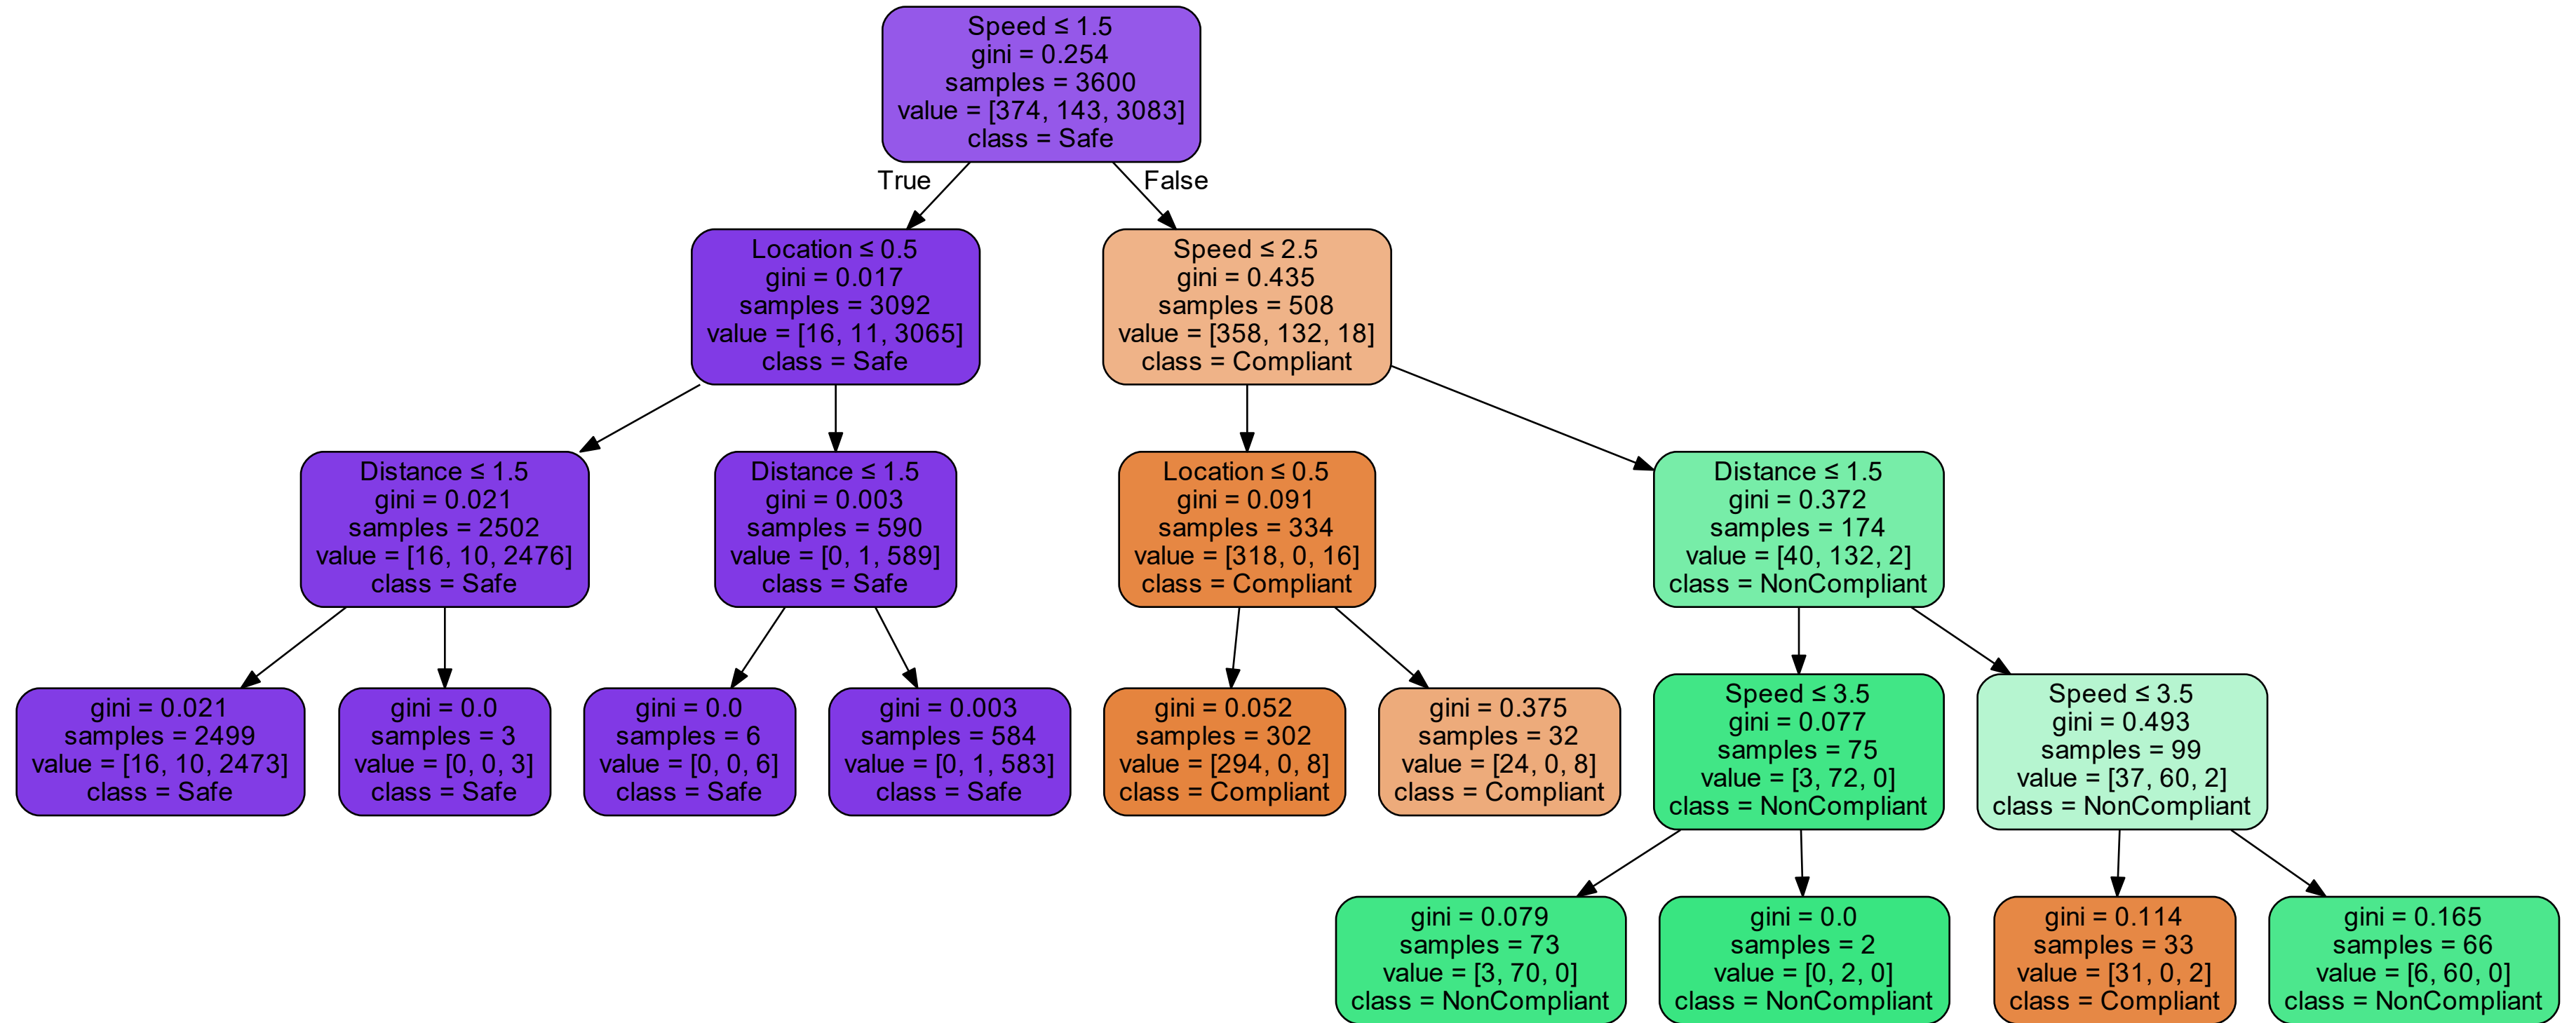 Speed ≤ 1.5
gini = 0.254
samples = 3600
value = [374, 143, 3083]
class = Safe
True
False
Location ≤ 0.5
gini = 0.017
samples = 3092
value = [16, 11, 3065]
class = Safe
Speed ≤ 2.5
gini = 0.435
samples = 508
value = [358, 132, 18]
class = Compliant
Distance ≤ 1.5
gini = 0.021
samples = 2502
value = [16, 10, 2476]
class = Safe
Distance ≤ 1.5
gini = 0.003
samples = 590
value = [0, 1, 589]
class = Safe
Location ≤ 0.5
gini = 0.091
samples = 334
value = [318, 0, 16]
class = Compliant
Distance ≤ 1.5
gini = 0.372
samples = 174
value = [40, 132, 2]
class = NonCompliant
gini = 0.021
samples = 2499
value = [16, 10, 2473]
class = Safe
gini = 0.0
samples = 3
value = [0, 0, 3]
class = Safe
gini = 0.0
samples = 6
value = [0, 0, 6]
class = Safe
gini = 0.003
samples = 584
value = [0, 1, 583]
class = Safe
gini = 0.052
samples = 302
value = [294, 0, 8]
class = Compliant
gini = 0.375
samples = 32
value = [24, 0, 8]
class = Compliant
Speed ≤ 3.5
gini = 0.077
samples = 75
value = [3, 72, 0]
class = NonCompliant
Speed ≤ 3.5
gini = 0.493
samples = 99
value = [37, 60, 2]
class = NonCompliant
gini = 0.079
samples = 73
value = [3, 70, 0]
class = NonCompliant
gini = 0.0
samples = 2
value = [0, 2, 0]
class = NonCompliant
gini = 0.114
samples = 33
value = [31, 0, 2]
class = Compliant
gini = 0.165
samples = 66
value = [6, 60, 0]
class = NonCompliant